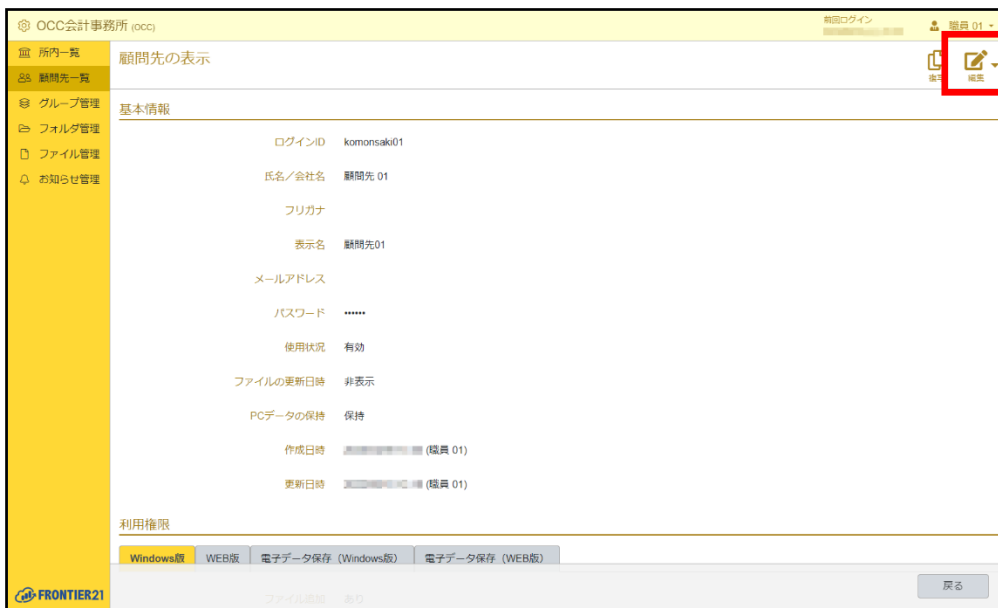 OCC会計事務所 (OCC)
前回ログイン
職員 01
所内一覧
顧問先一覧
グループ管理
フォルダ管理
ファイル管理
お知らせ管理
顧問先の表示
複写
編集
基本情報
ログインID komonsaki01
氏名／会社名 顧問先 01
フリガナ
表示名 顧問先01
メールアドレス
パスワード ••••••
使用状況 有効
ファイルの更新日時 非表示
PCデータの保持 保持
作成日時 (職員 01)
更新日時 (職員 01)
利用権限
Windows版 WEB版 電子データ保存（Windows版） 電子データ保存（WEB版）
ファイル追加 あり
戻る
FRONTIER21